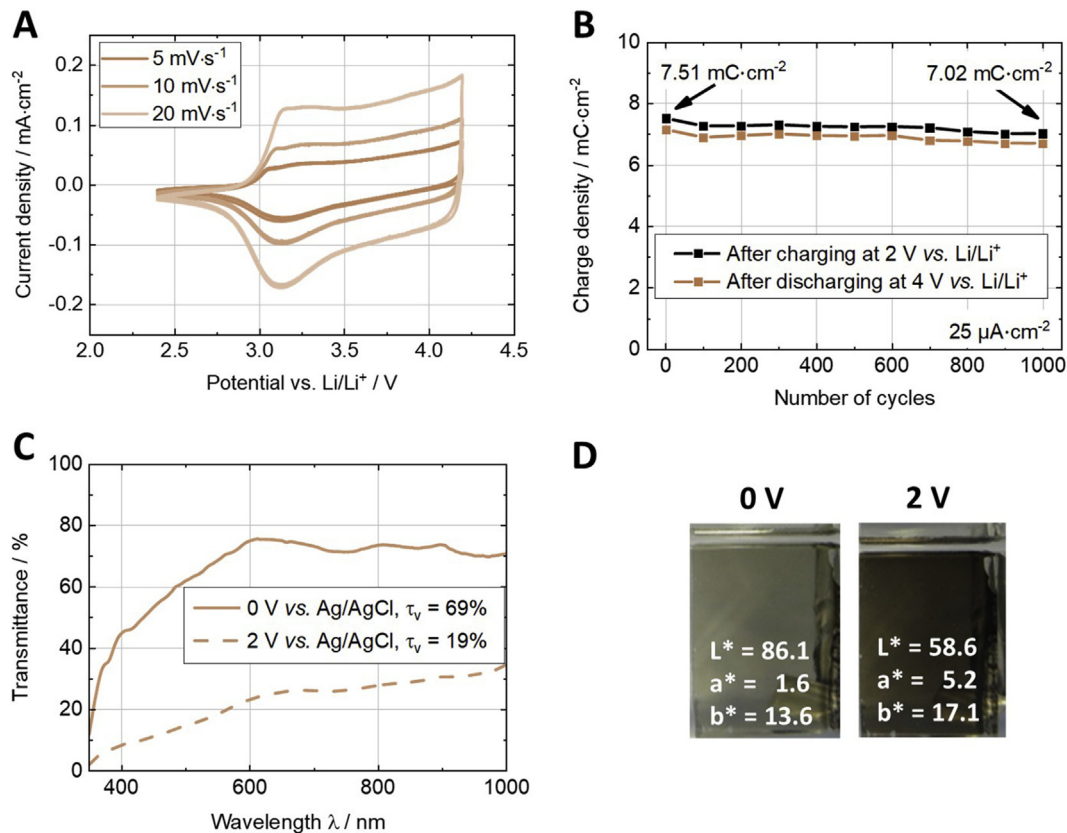 A
5 mV·s⁻¹
10 mV·s⁻¹
20 mV·s⁻¹
0.2
0.1
0.0
-0.1
-0.2
2.0 2.5 3.0 3.5 4.0 4.5
Current density / mA·cm⁻²
Potential vs. Li/Li⁺ / V
B
7.51 mC·cm⁻²
7.02 mC·cm⁻²
After charging at 2 V vs. Li/Li⁺
After discharging at 4 V vs. Li/Li⁺
25 µA·cm⁻²
10
8
6
4
2
0
0 200 400 600 800 1000
Charge density / mC·cm⁻²
Number of cycles
C
0 V vs. Ag/AgCl, τᵥ = 69%
2 V vs. Ag/AgCl, τᵥ = 19%
100
80
60
40
20
0
400 600 800 1000
Transmittance / %
Wavelength λ / nm
D
0 V
L* = 86.1
a* = 1.6
b* = 13.6
2 V
L* = 58.6
a* = 5.2
b* = 17.1